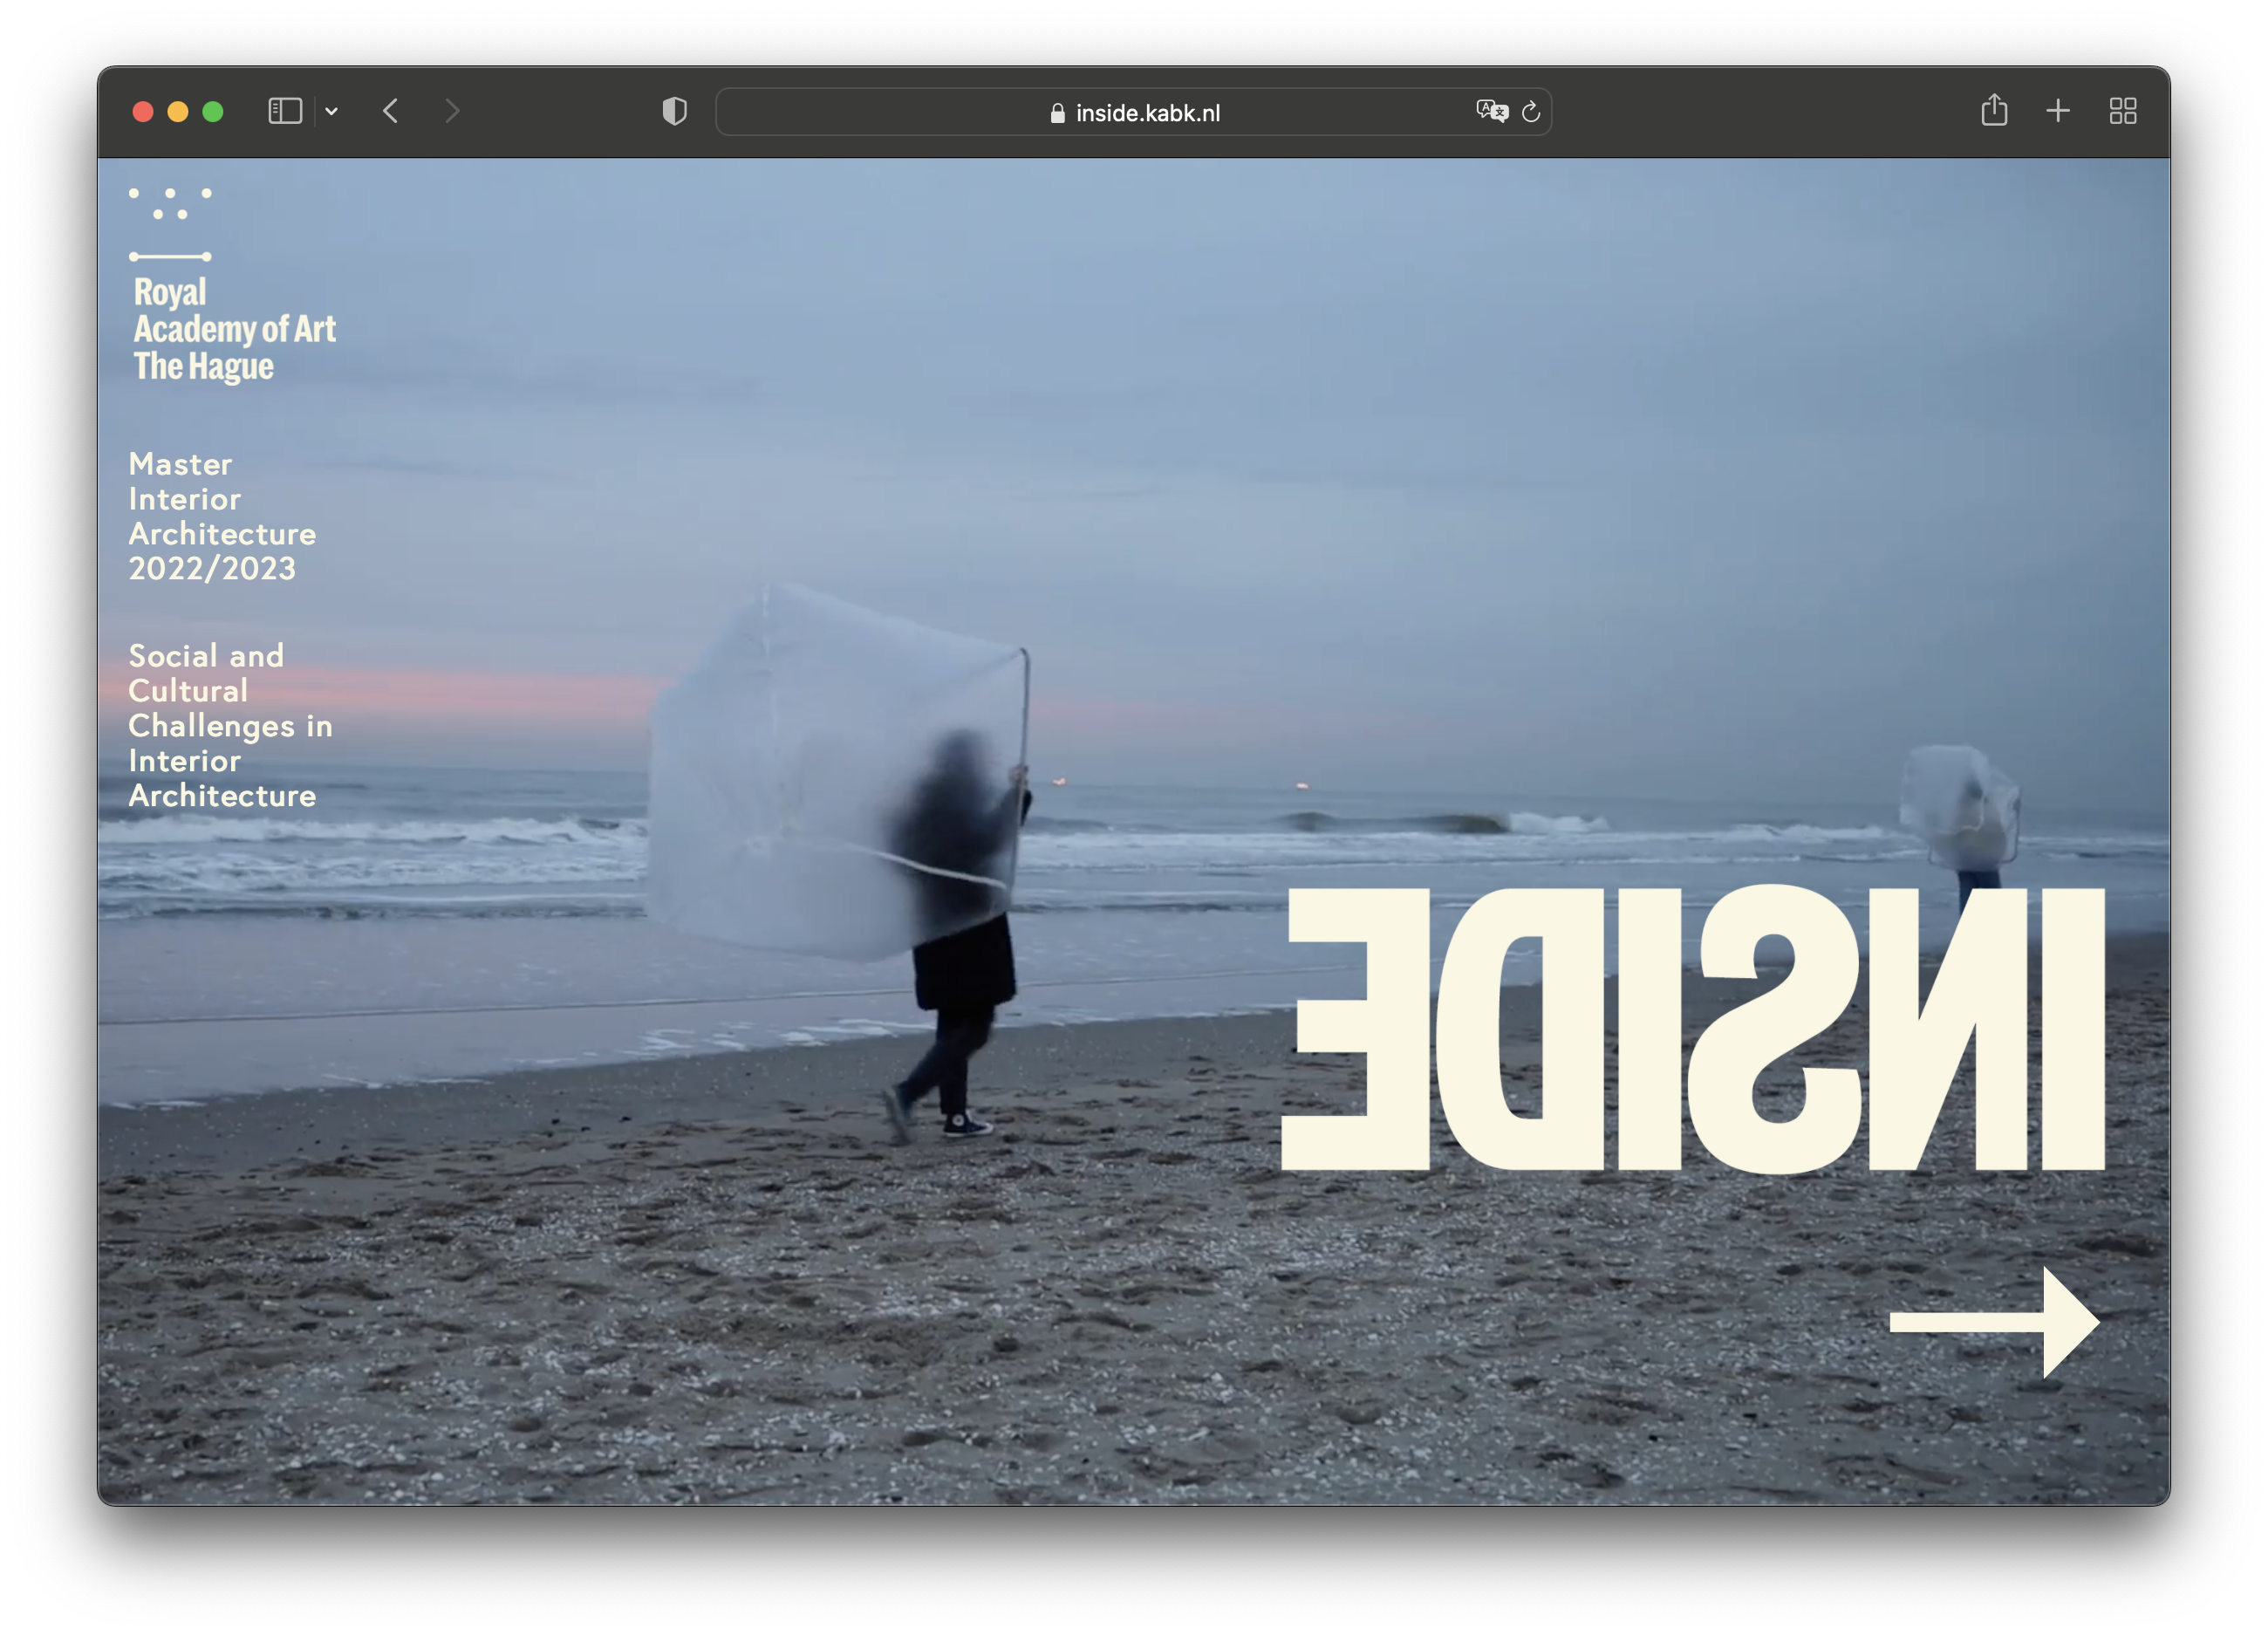 inside.kabk.nl
Royal
Academy of Art
The Hague
Master
Interior
Architecture
2022/2023
Social and
Cultural
Challenges in
Interior
Architecture
INSIDE